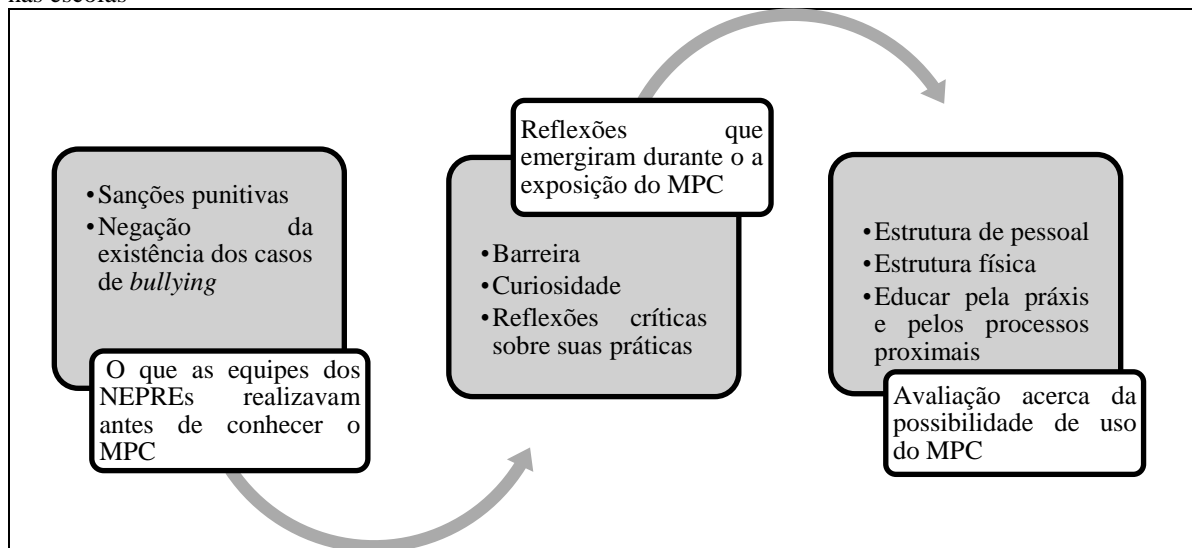 nas escolas
•Sanções punitivas
•Negação da
existência dos casos
de bullying
O que as equipes dos
NEPREs realizavam
antes de conhecer o
MPC
Reflexões que
emergiram durante o a
exposição do MPC
•Barreira
•Curiosidade
•Reflexões críticas
sobre suas práticas
•Estrutura de pessoal
•Estrutura física
•Educar pela práxis
e pelos processos
proximais
Avaliação acerca da
possibilidade de uso
do MPC